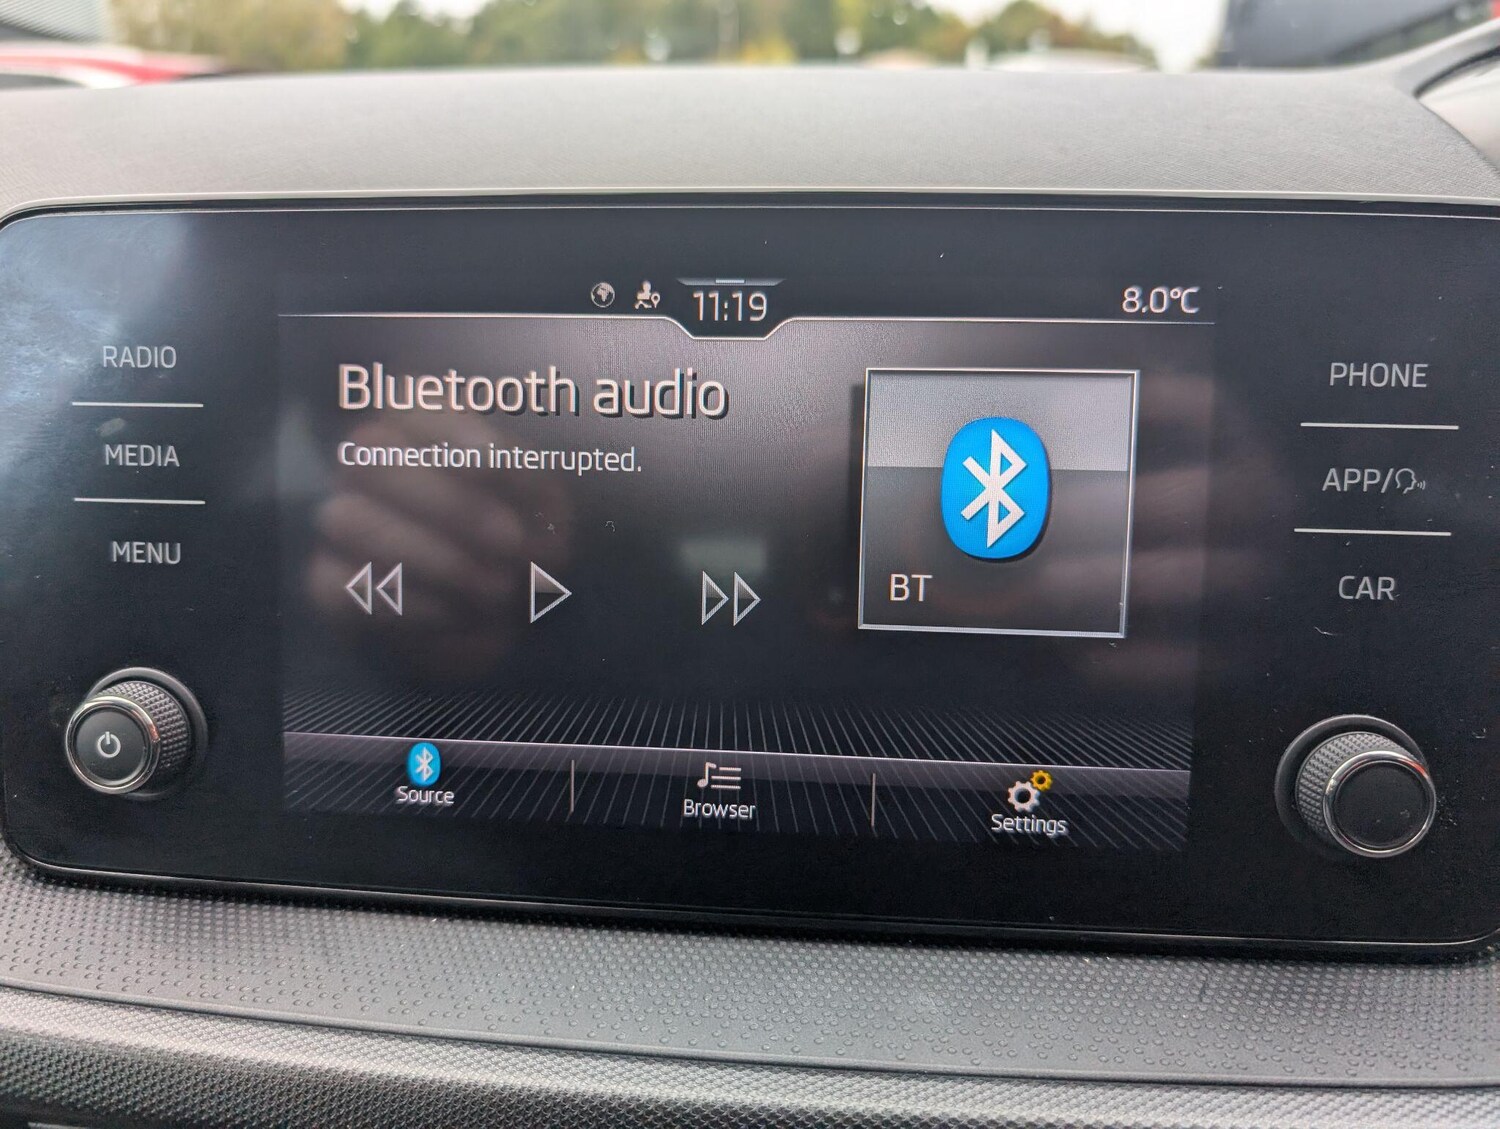 11:19
8.0°C
RADIO
MEDIA
MENU
Bluetooth audio
Connection interrupted.
BT
Source
Browser
Settings
PHONE
APP/
CAR